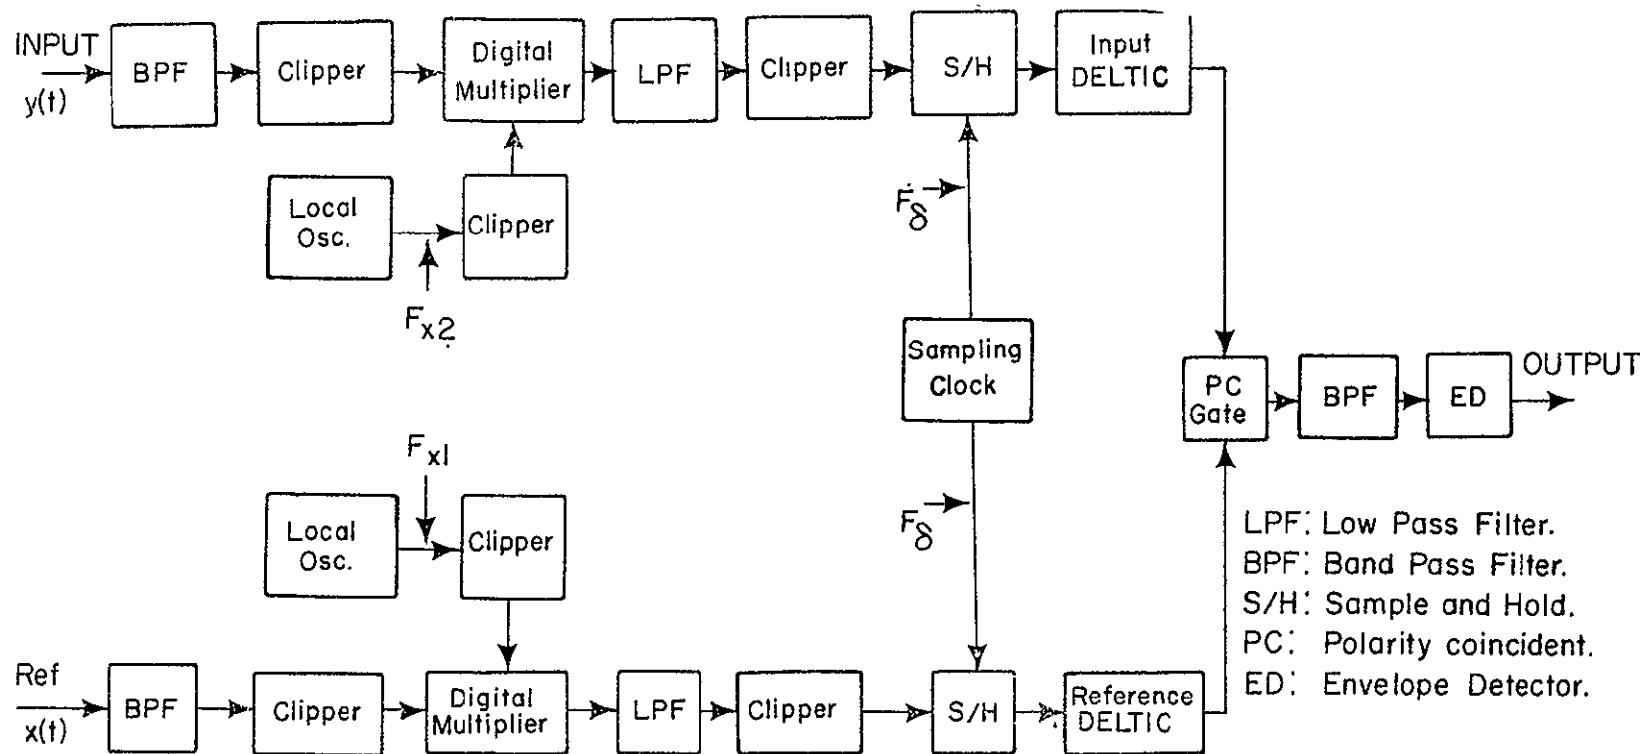 INPUT
y(t)
BPF
Clipper
Digital
Multiplier
LPF
Clipper
S/H
Input
DELTIC
Local
Osc.
Clipper
Fx2
Fδ
Sampling
Clock
PC
Gate
BPF
ED
OUTPUT
Fx1
Local
Osc.
Clipper
Fδ
Ref
x(t)
BPF
Clipper
Digital
Multiplier
LPF
Clipper
S/H
Reference
DELTIC
LPF: Low Pass Filter.
BPF: Band Pass Filter.
S/H: Sample and Hold.
PC: Polarity coincident.
ED: Envelope Detector.